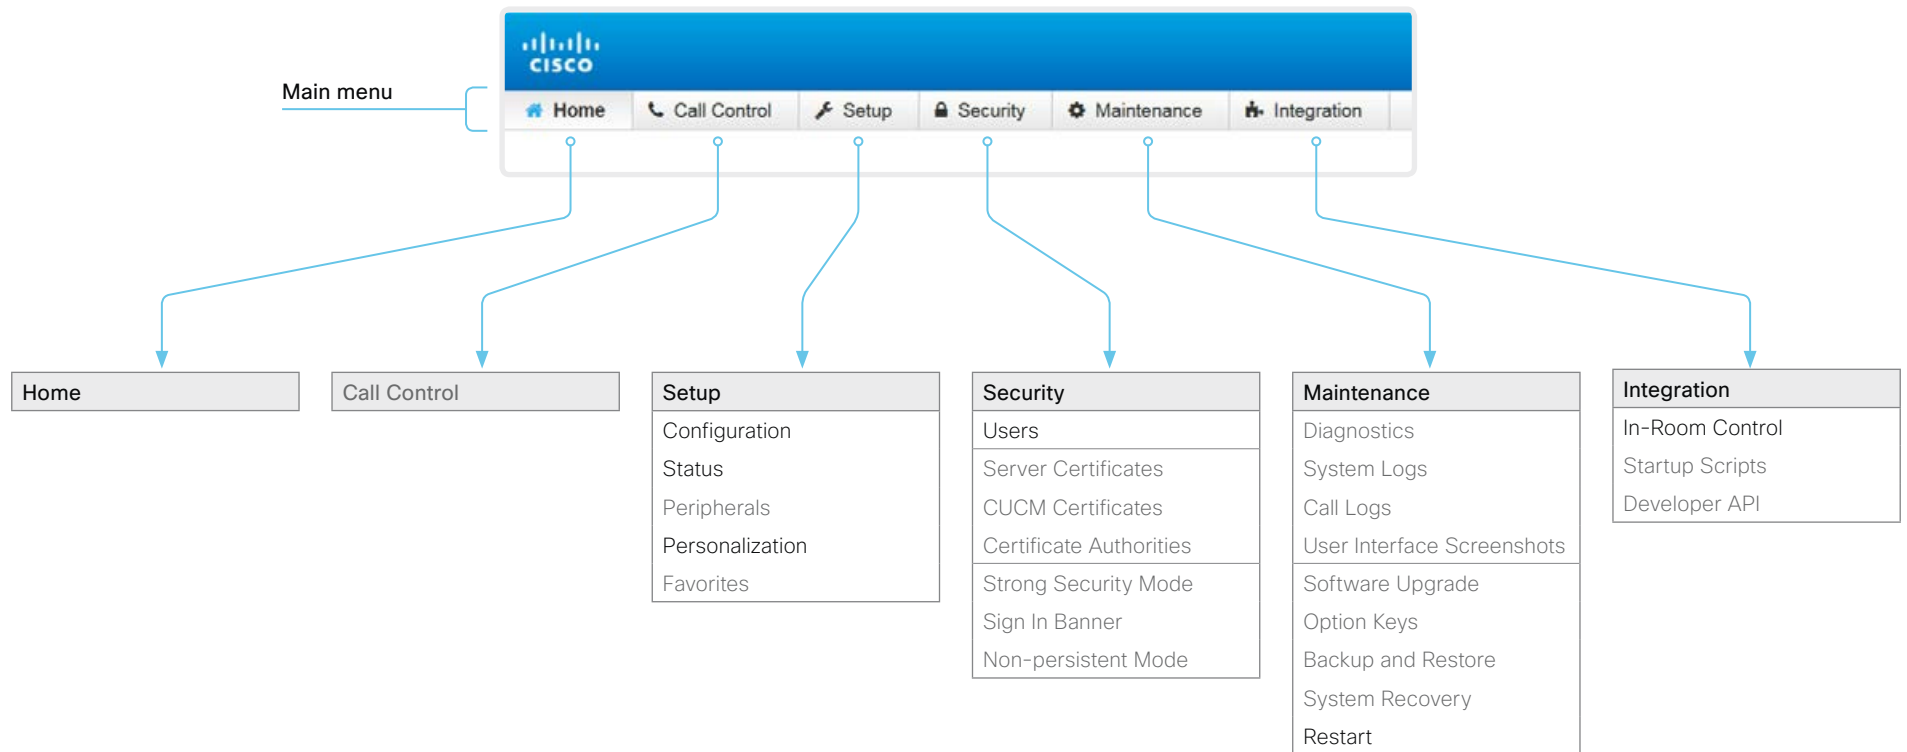 CISCO
Main menu
Home Call Control Setup Security Maintenance Integration
Home
Call Control
Setup
Configuration
Status
Peripherals
Personalization
Favorites
Security
Users
Server Certificates
CUCM Certificates
Certificate Authorities
Strong Security Mode
Sign In Banner
Non-persistent Mode
Maintenance
Diagnostics
System Logs
Call Logs
User Interface Screenshots
Software Upgrade
Option Keys
Backup and Restore
System Recovery
Restart
Integration
In-Room Control
Startup Scripts
Developer API